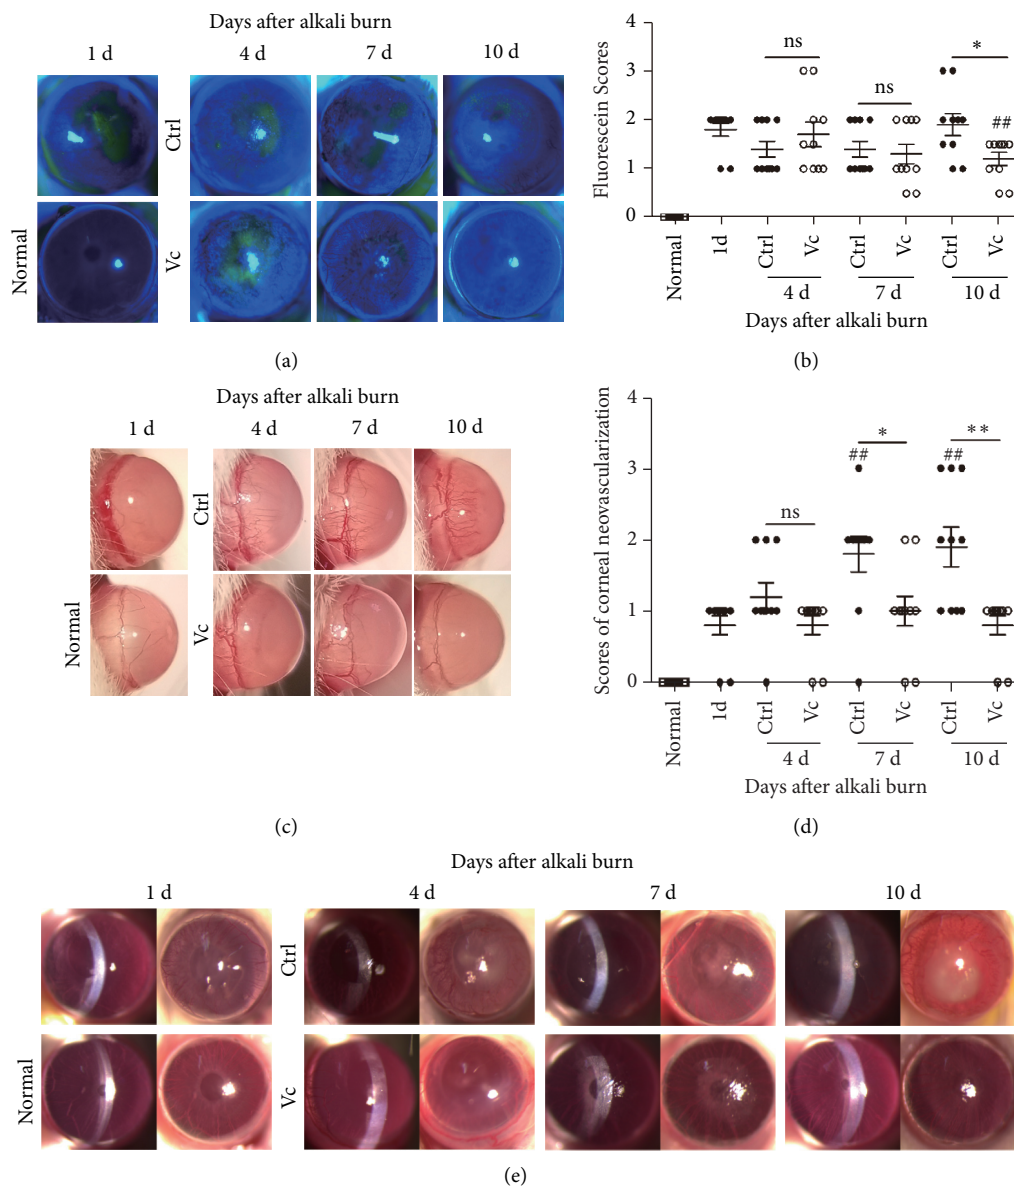 Days after alkali burn
1 d 4 d 7 d 10 d
Ctrl
Normal
Vc
(a)
Fluorescein Scores
4
3
2
1
0
ns
ns
*
##
Normal 1d Ctrl Vc Ctrl Vc Ctrl Vc
4 d 7 d 10 d
Days after alkali burn
(b)
Days after alkali burn
1 d 4 d 7 d 10 d
Ctrl
Normal
Vc
(c)
Scores of corneal neovascularization
4
3
2
1
0
ns
*
##
**
##
Normal 1d Ctrl Vc Ctrl Vc Ctrl Vc
4 d 7 d 10 d
Days after alkali burn
(d)
Days after alkali burn
1 d 4 d 7 d 10 d
Ctrl
Normal
Vc
(e)